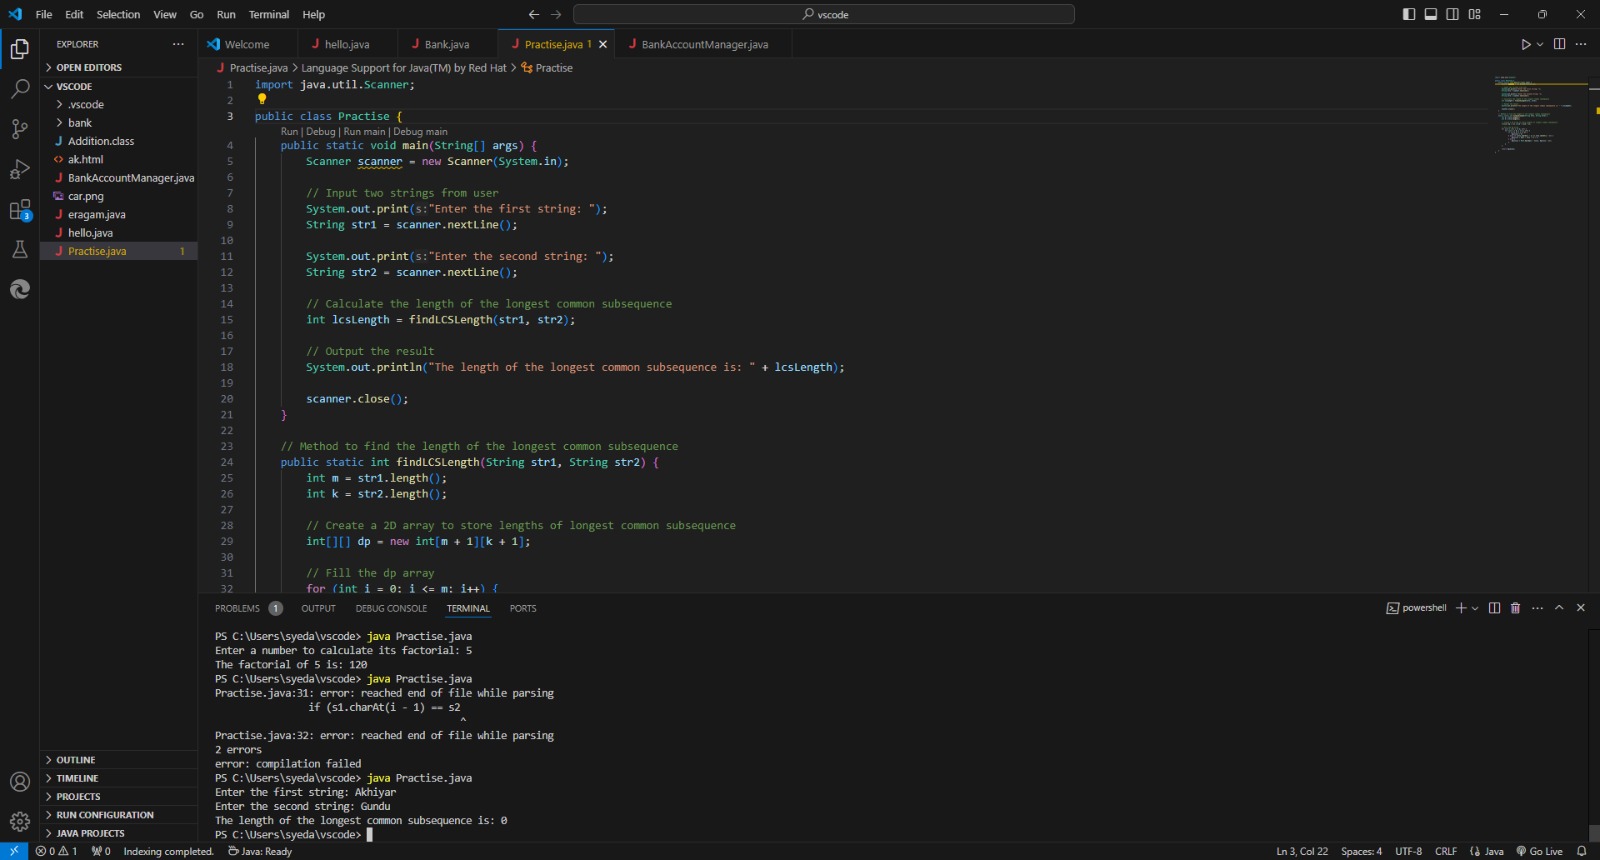 File Edit Selection View Go Run Terminal Help
vscode
EXPLORER
OPEN EDITORS
VSCODE
.vscode
bank
Addition.class
ak.html
BankAccountManager.java
car.png
eragam.java
hello.java
Practise.java 1
3
OUTLINE
TIMELINE
PROJECTS
RUN CONFIGURATION
JAVA PROJECTS
Welcome hello.java Bank.java Practise.java 1 BankAccountManager.java
Practise.java > Language Support for Java(TM) by Red Hat > Practise
1 import java.util.Scanner;
2
3 public class Practise {
Run | Debug | Run main | Debug main
4 public static void main(String[] args) {
5 Scanner scanner = new Scanner(System.in);
6
7 // Input two strings from user
8 System.out.print(s:"Enter the first string: ");
9 String str1 = scanner.nextLine();
10
11 System.out.print(s:"Enter the second string: ");
12 String str2 = scanner.nextLine();
13
14 // Calculate the length of the longest common subsequence
15 int lcsLength = findLCSLength(str1, str2);
16
17 // Output the result
18 System.out.println("The length of the longest common subsequence is: " + lcsLength);
19
20 scanner.close();
21 }
22
23 // Method to find the length of the longest common subsequence
24 public static int findLCSLength(String str1, String str2) {
25 int m = str1.length();
26 int k = str2.length();
27
28 // Create a 2D array to store lengths of longest common subsequence
29 int[][] dp = new int[m + 1][k + 1];
30
31 // Fill the dp array
32 for (int i = 0; i <= m; i++) {
PROBLEMS 1 OUTPUT DEBUG CONSOLE TERMINAL PORTS
powershell
PS C:\Users\syeda\vscode> java Practise.java
Enter a number to calculate its factorial: 5
The factorial of 5 is: 120
PS C:\Users\syeda\vscode> java Practise.java
Practise.java:31: error: reached end of file while parsing
if (s1.charAt(i - 1) == s2
^
Practise.java:32: error: reached end of file while parsing
2 errors
error: compilation failed
PS C:\Users\syeda\vscode> java Practise.java
Enter the first string: Akhiyar
Enter the second string: Gundu
The length of the longest common subsequence is: 0
PS C:\Users\syeda\vscode>
0 1 0 Indexing completed. Java: Ready
Ln 3, Col 22 Spaces: 4 UTF-8 CRLF Java Go Live